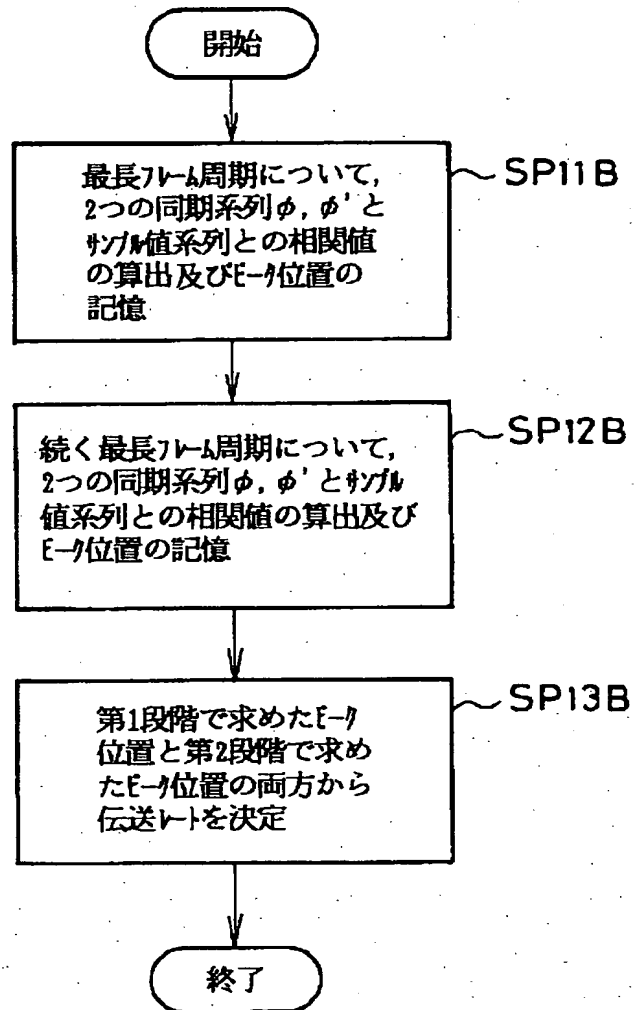 開始
最長フレーム周期について,
2つの同期系列φ, φ'と
サンプル値系列との相関値
の算出及びピーク位置の
記憶
SP11B
続く最長フレーム周期について,
2つの同期系列φ, φ'とサンプル
値系列との相関値の算出及び
ピーク位置の記憶
SP12B
第1段階で求めたピーク
位置と第2段階で求め
たピーク位置の両方から
伝送レートを決定
SP13B
終了